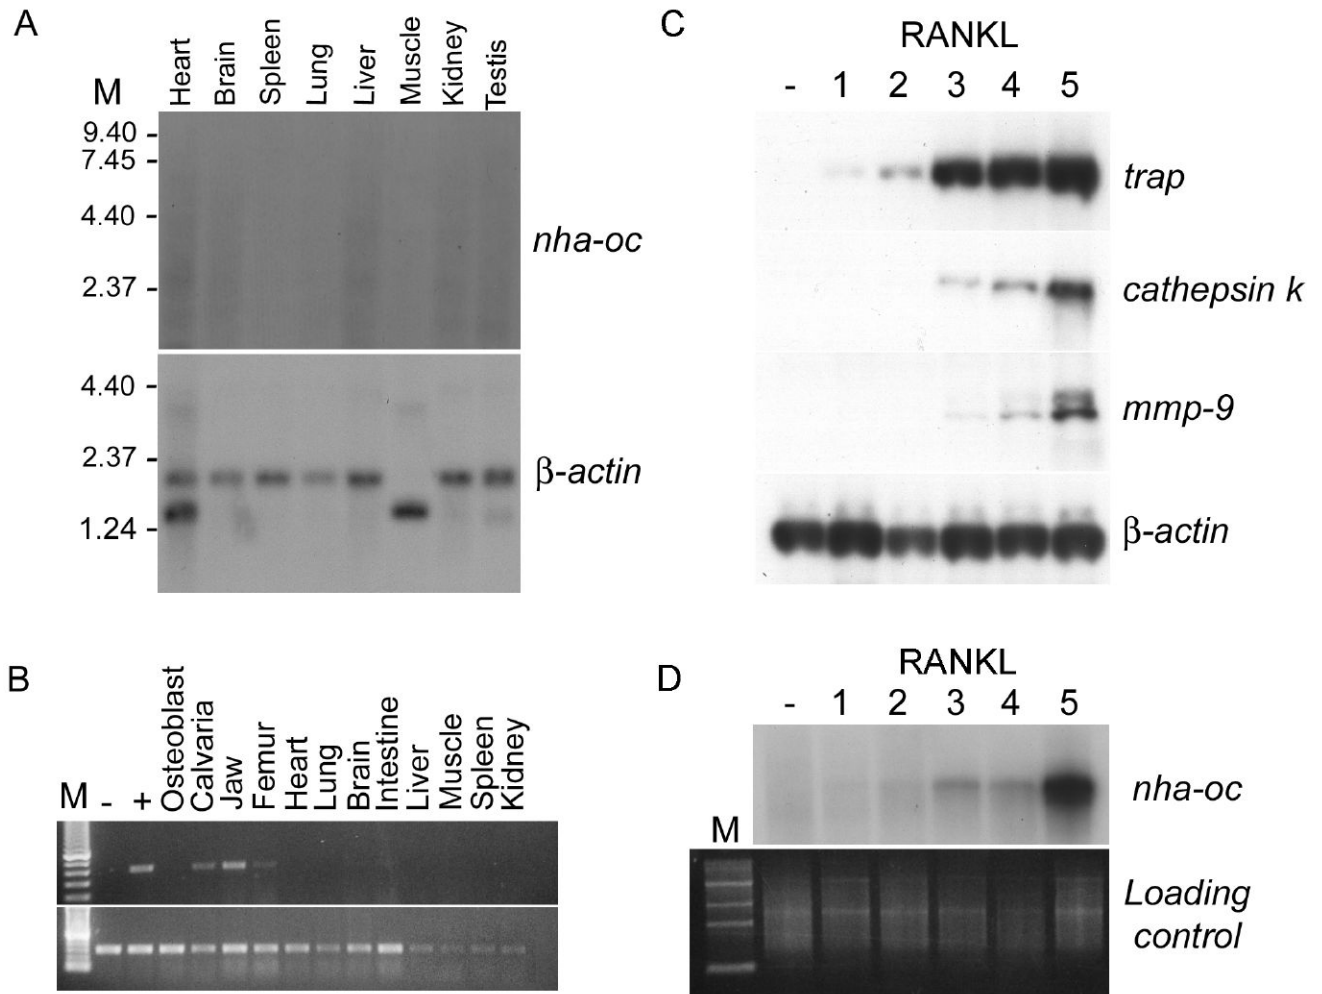 A
M
Heart
Brain
Spleen
Lung
Liver
Muscle
Kidney
Testis
9.40
7.45
4.40
2.37
nha-oc
4.40
2.37
1.24
β-actin
B
M
-
+
Osteoblast
Calvaria
Jaw
Femur
Heart
Lung
Brain
Intestine
Liver
Muscle
Spleen
Kidney
C
RANKL
- 1 2 3 4 5
trap
cathepsin k
mmp-9
β-actin
D
RANKL
- 1 2 3 4 5
nha-oc
M
Loading
control